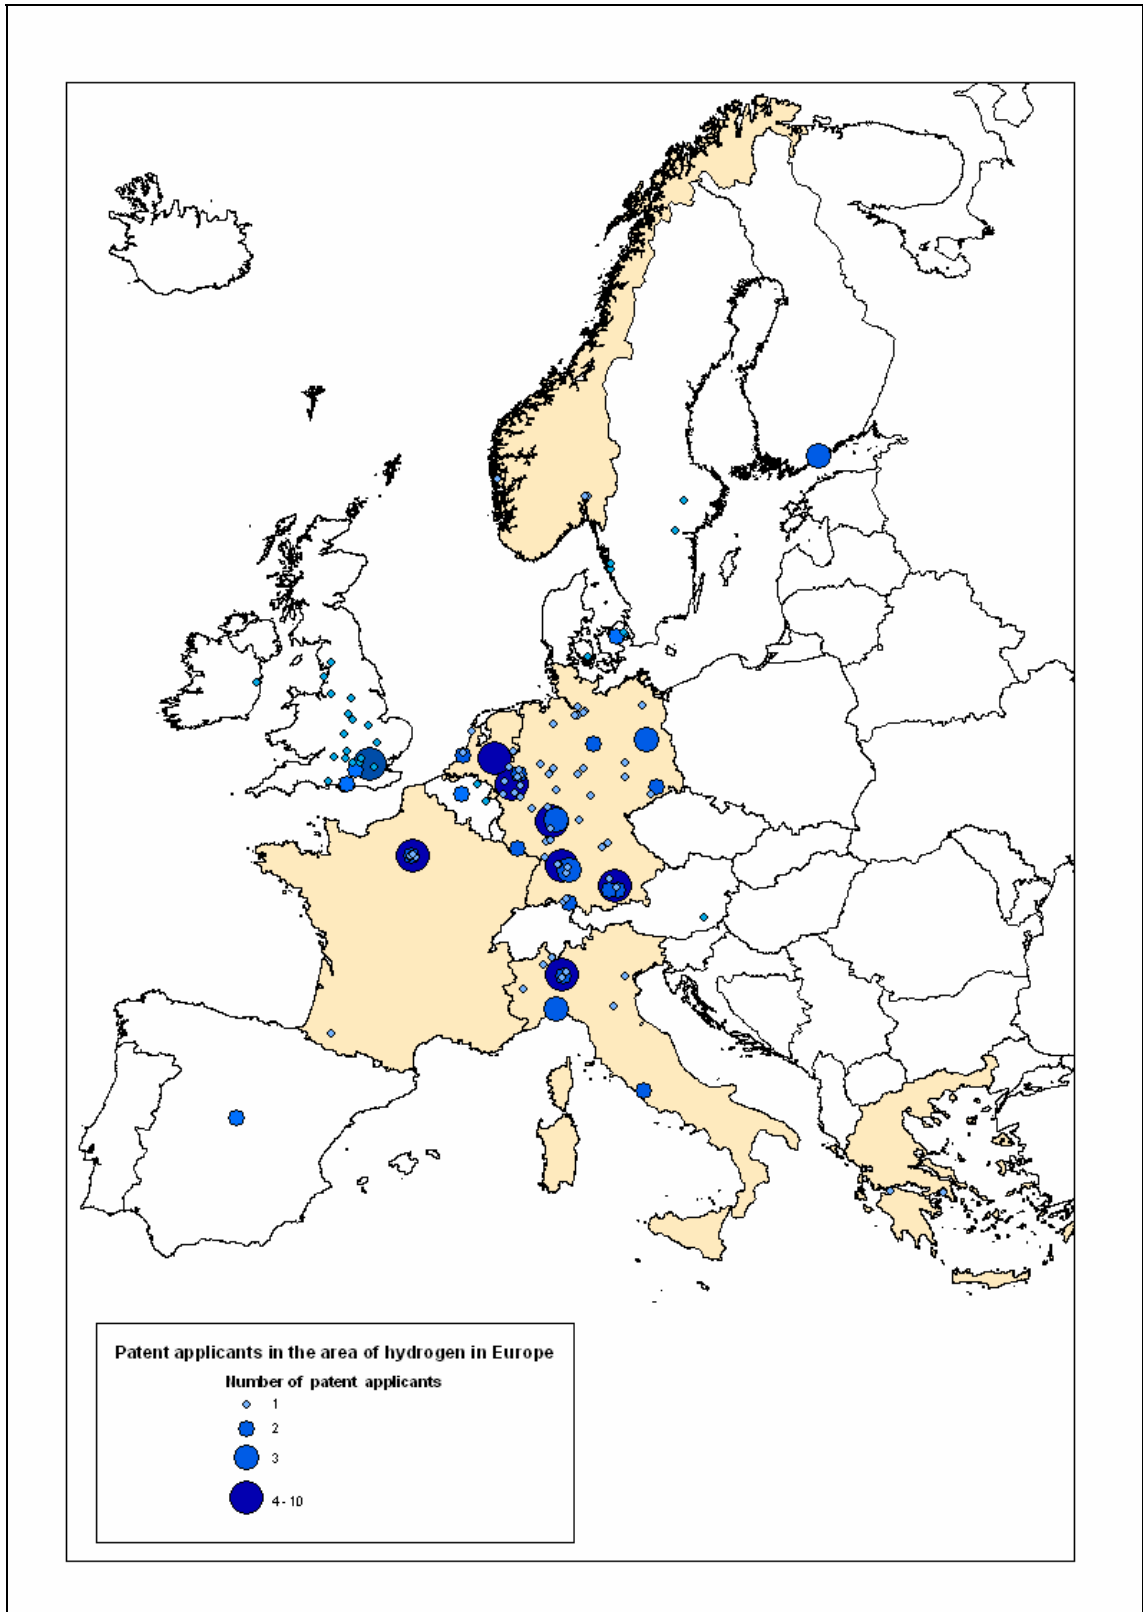 Patent applicants in the area of hydrogen in Europe
Number of patent applicants
1
2
3
4 - 10